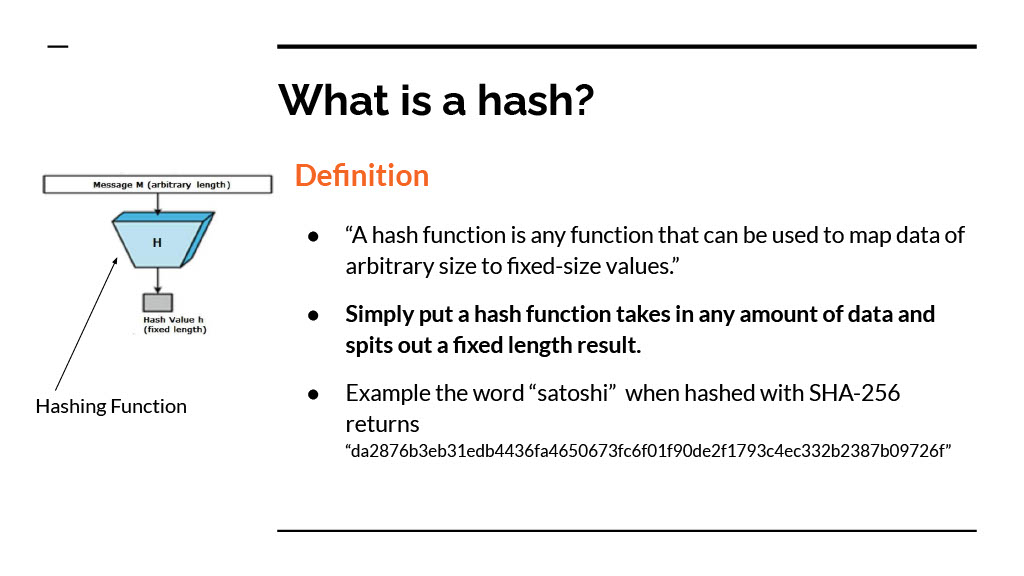 What is a hash?
Message M (arbitrary length)
H
Hash Value h
(fixed length)
Hashing Function
Definition
● “A hash function is any function that can be used to map data of
arbitrary size to fixed-size values.”
● Simply put a hash function takes in any amount of data and
spits out a fixed length result.
● Example the word “satoshi” when hashed with SHA-256
returns
“da2876b3eb31edb4436fa4650673fc6f01f90de2f1793c4ec332b2387b09726f”